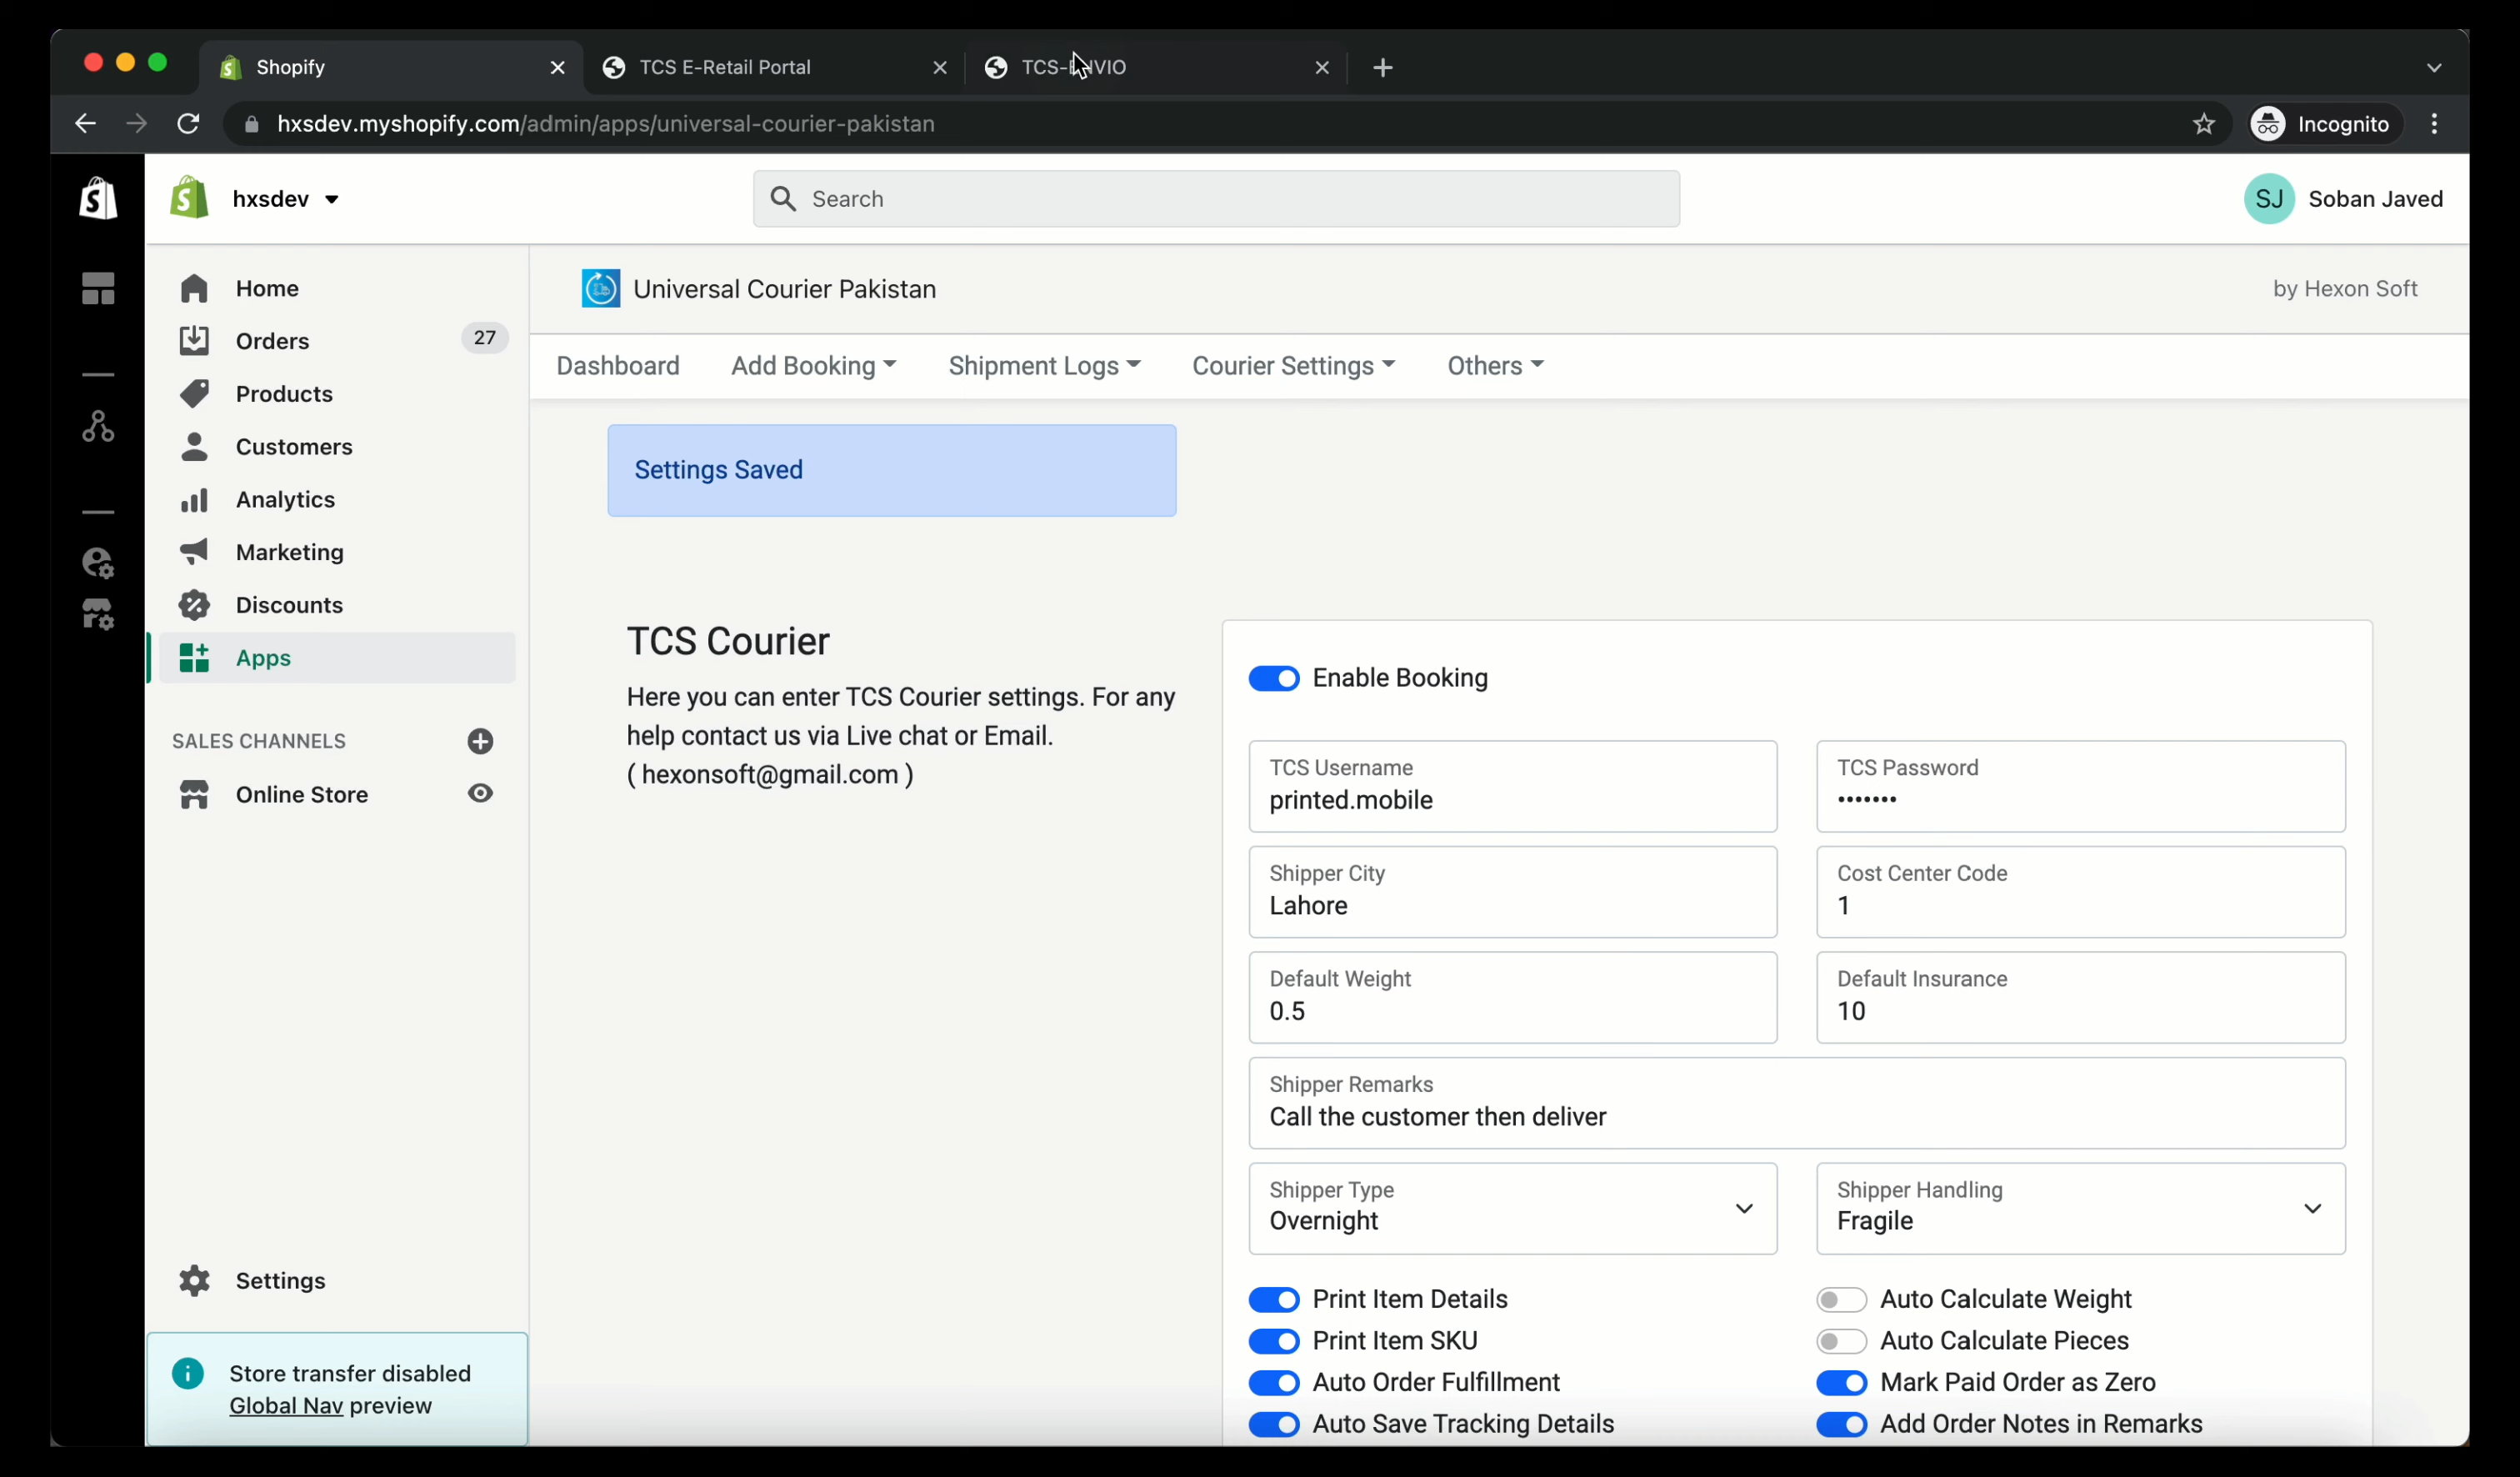 Shopify
TCS E-Retail Portal
hxsdev.myshopify.com/admin/apps/universal-courier-pakistan
Incognito
hxsdev
Search
SJ
Soban Javed
Home
Orders
27
Products
Customers
Analytics
Marketing
Discounts
Apps
SALES CHANNELS
Online Store
Settings
Store transfer disabled
Global Nav preview
Universal Courier Pakistan
by Hexon Soft
Dashboard
Add Booking
Shipment Logs
Courier Settings
Others
Settings Saved
TCS Courier
Here you can enter TCS Courier settings. For any
help contact us via Live chat or Email.
( hexonsoft@gmail.com )
Enable Booking
TCS Username
printed.mobile
TCS Password
•••••••
Shipper City
Lahore
Cost Center Code
1
Default Weight
0.5
Default Insurance
10
Shipper Remarks
Call the customer then deliver
Shipper Type
Overnight
Shipper Handling
Fragile
Print Item Details
Auto Calculate Weight
Print Item SKU
Auto Calculate Pieces
Auto Order Fulfillment
Mark Paid Order as Zero
Auto Save Tracking Details
Add Order Notes in Remarks